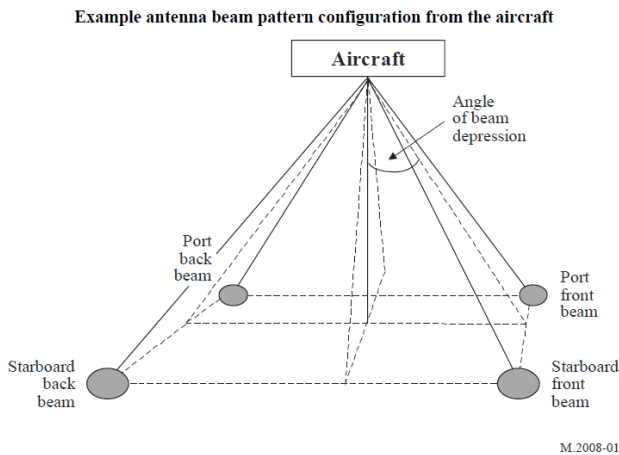 Example antenna beam pattern configuration from the aircraft
Aircraft
Angle
of beam
depression
Port
back
beam
Port
front
beam
Starboard
back
beam
Starboard
front
beam
M.2008-01